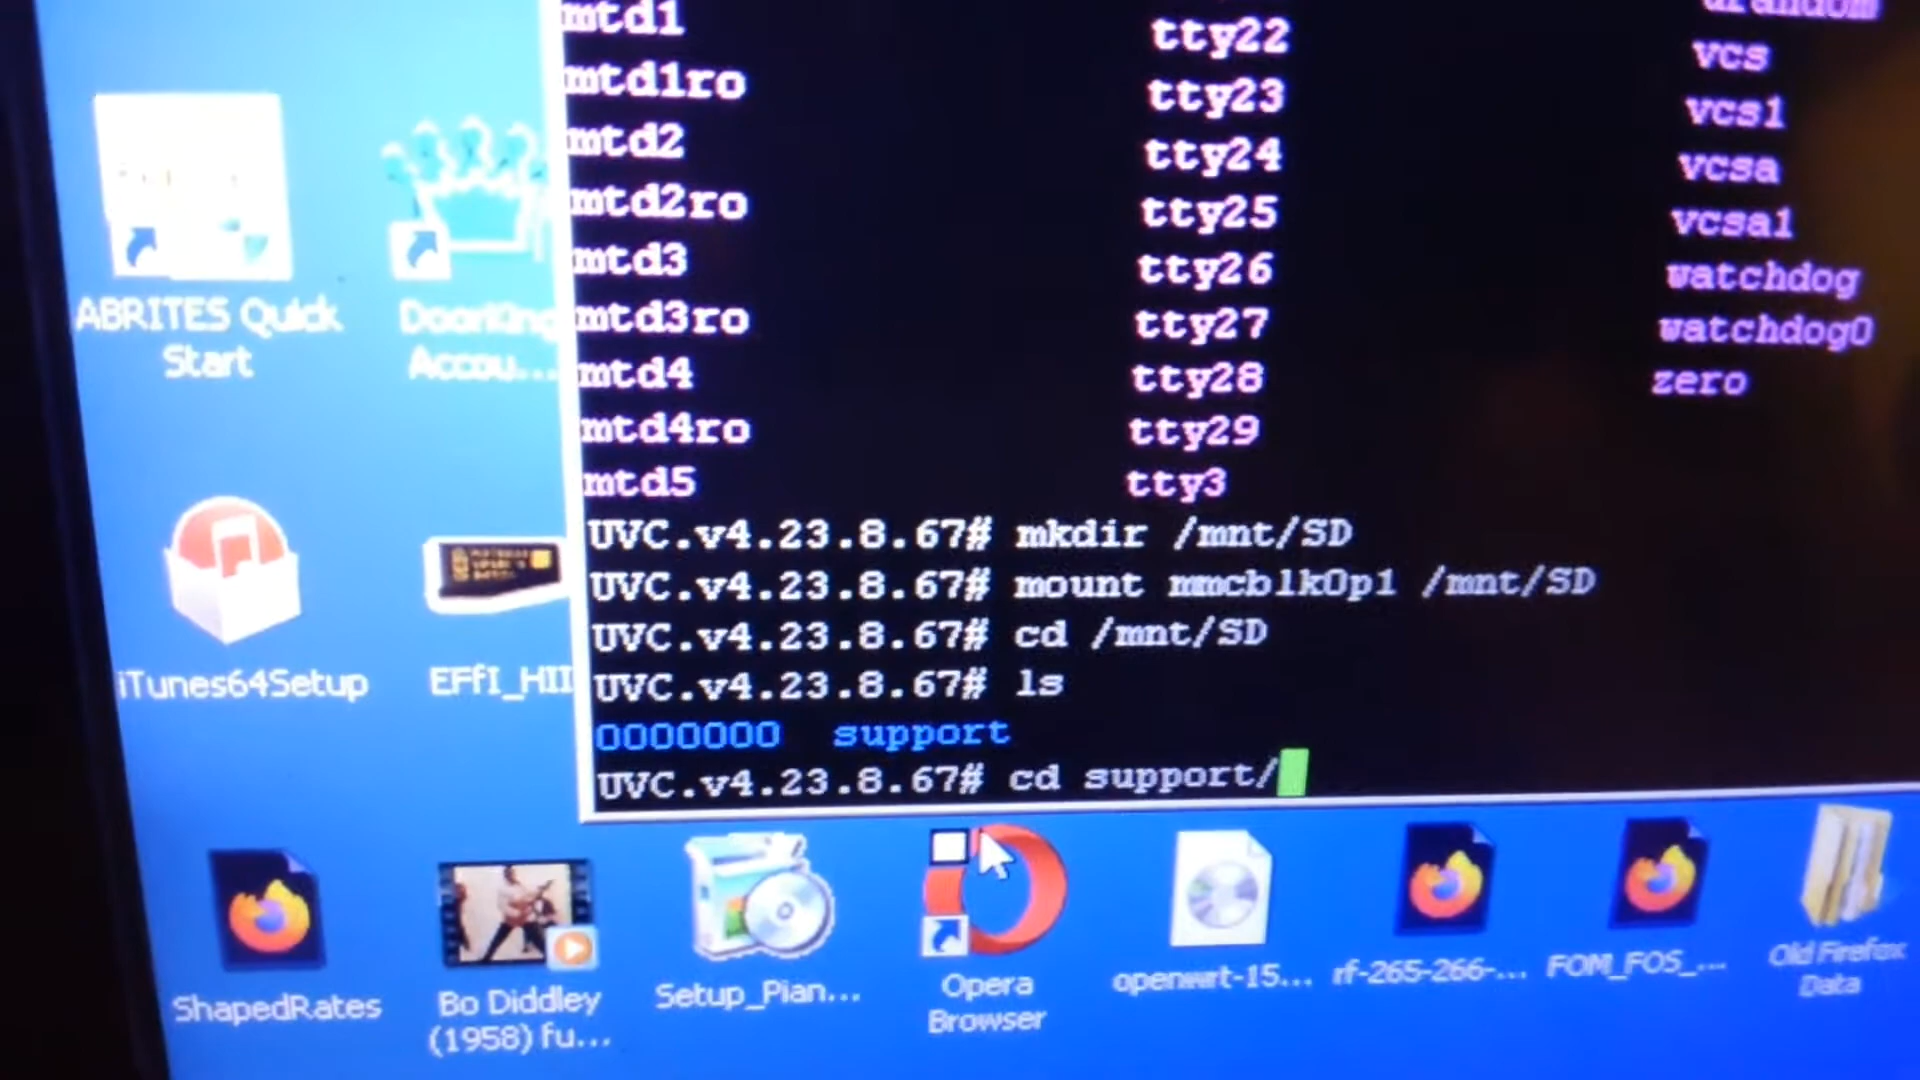 mtd1 tty22 urandom
mtd1ro tty23 vcs
mtd2 tty24 vcs1
mtd2ro tty25 vcsa
mtd3 tty26 vcsa1
mtd3ro tty27 watchdog
mtd4 tty28 watchdog0
mtd4ro tty29 zero
mtd5 tty3
UVC.v4.23.8.67# mkdir /mnt/SD
UVC.v4.23.8.67# mount mmcblk0p1 /mnt/SD
UVC.v4.23.8.67# cd /mnt/SD
UVC.v4.23.8.67# ls
0000000 support
UVC.v4.23.8.67# cd support/
ABRITES Quick
Start
DoorKing
Accou...
iTunes64Setup
EFfI_HII
ShapedRates
Bo Diddley
(1958) fu...
Setup_Pian...
Opera
Browser
openwrt-15...
rf-265-266-...
FOM_FOS_...
Old Firefox
Data